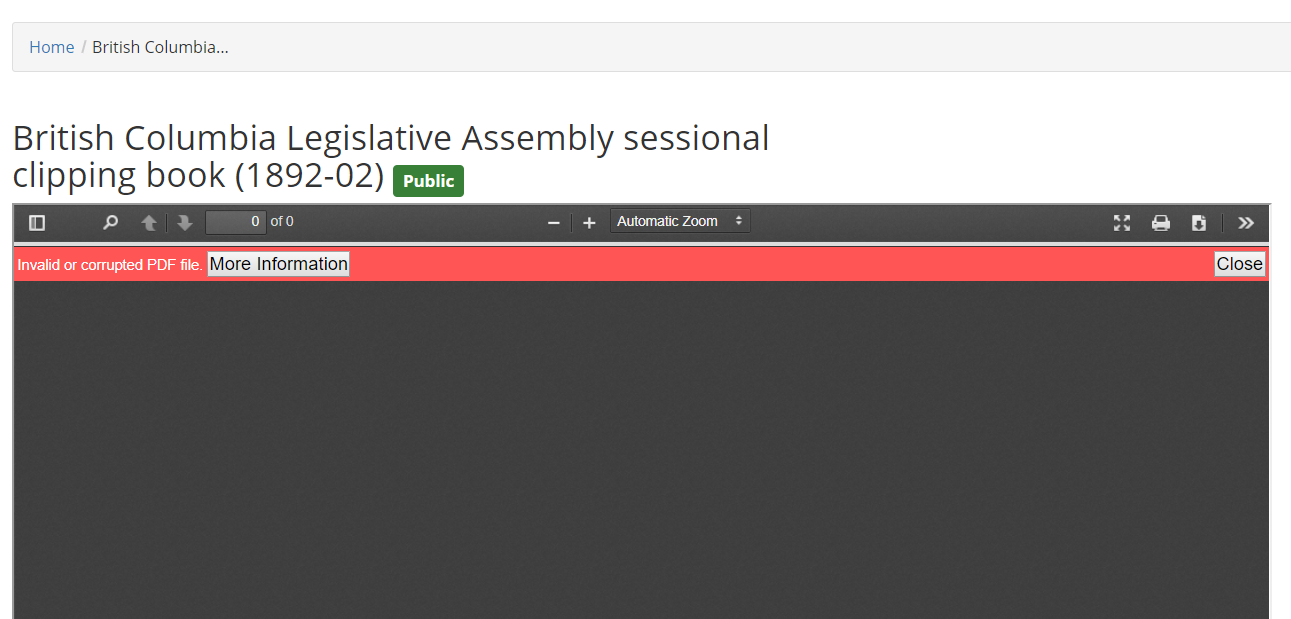 Home / British Columbia...
British Columbia Legislative Assembly sessional
clipping book (1892-02) Public
0 of 0 Automatic Zoom
Invalid or corrupted PDF file. More Information Close